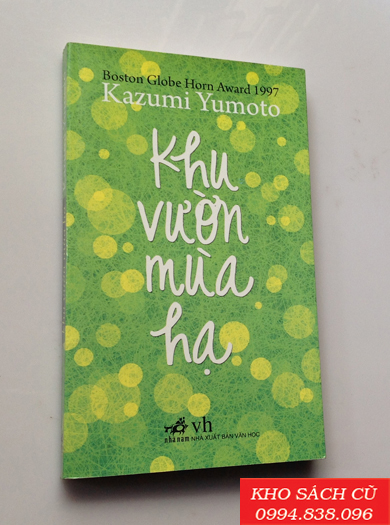 Boston Globe Horn Award 1997
Kazumi Yumoto
Khu
vườn
mùa
hạ
vh
nhã nam NHÀ XUẤT BẢN VĂN HỌC
KHO SÁCH CŨ
0994.838.096